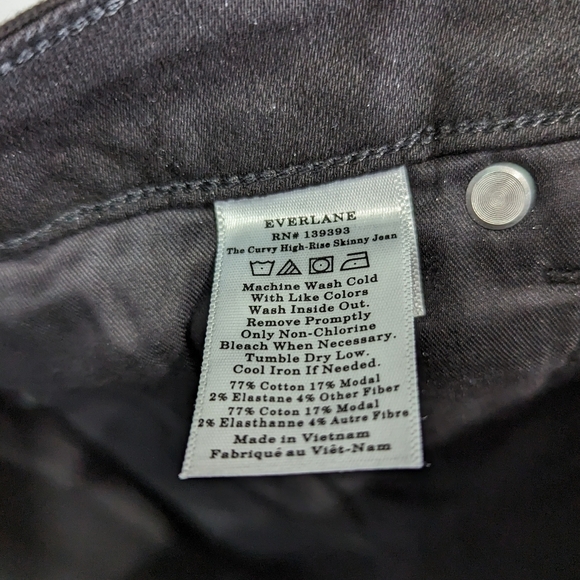 EVERLANE
RN# 139393
The Curvy High-Rise Skinny Jean
Machine Wash Cold
With Like Colors
Wash Inside Out.
Remove Promptly
Only Non-Chlorine
Bleach When Necessary.
Tumble Dry Low.
Cool Iron If Needed.
77% Cotton 17% Modal
2% Elastane 4% Other Fiber
77% Coton 17% Modal
2% Elasthanne 4% Autre Fibre
Made in Vietnam
Fabriqué au Viêt-Nam